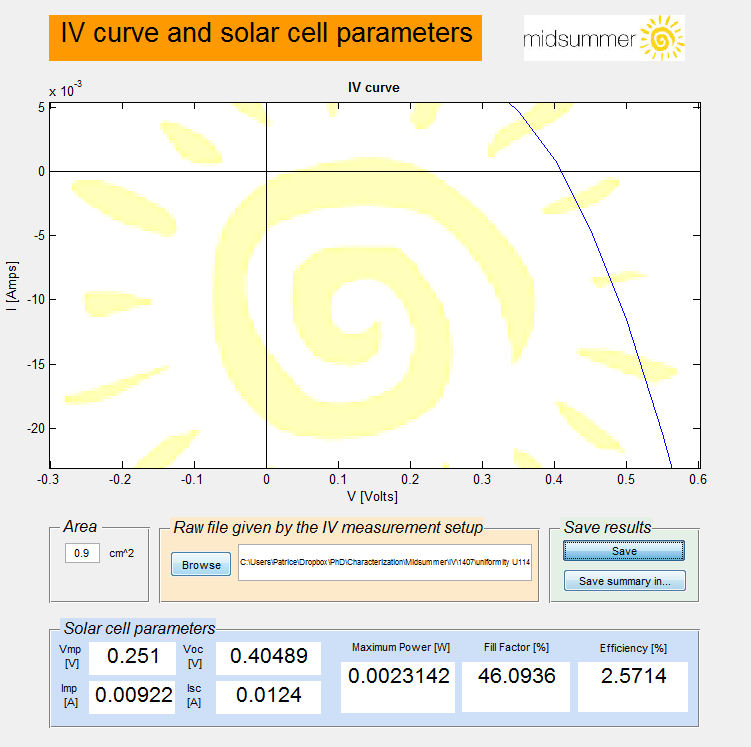 IV curve and solar cell parameters
midsummer
IV curve
x 10^-3
5
0
-5
-10
-15
-20
I [Amps]
-0.3 -0.2 -0.1 0 0.1 0.2 0.3 0.4 0.5 0.6
V [Volts]
Area
0.9 cm^2
Raw file given by the IV measurement setup
Browse
C:\Users\Patrice\Dropbox\PhD\Characterization\Midsummer\IV\1407\uniformity U114
Save results
Save
Save summary in...
Solar cell parameters
Vmp [V] 0.251
Voc [V] 0.40489
Imp [A] 0.00922
Isc [A] 0.0124
Maximum Power [W]
0.0023142
Fill Factor [%]
46.0936
Efficiency [%]
2.5714